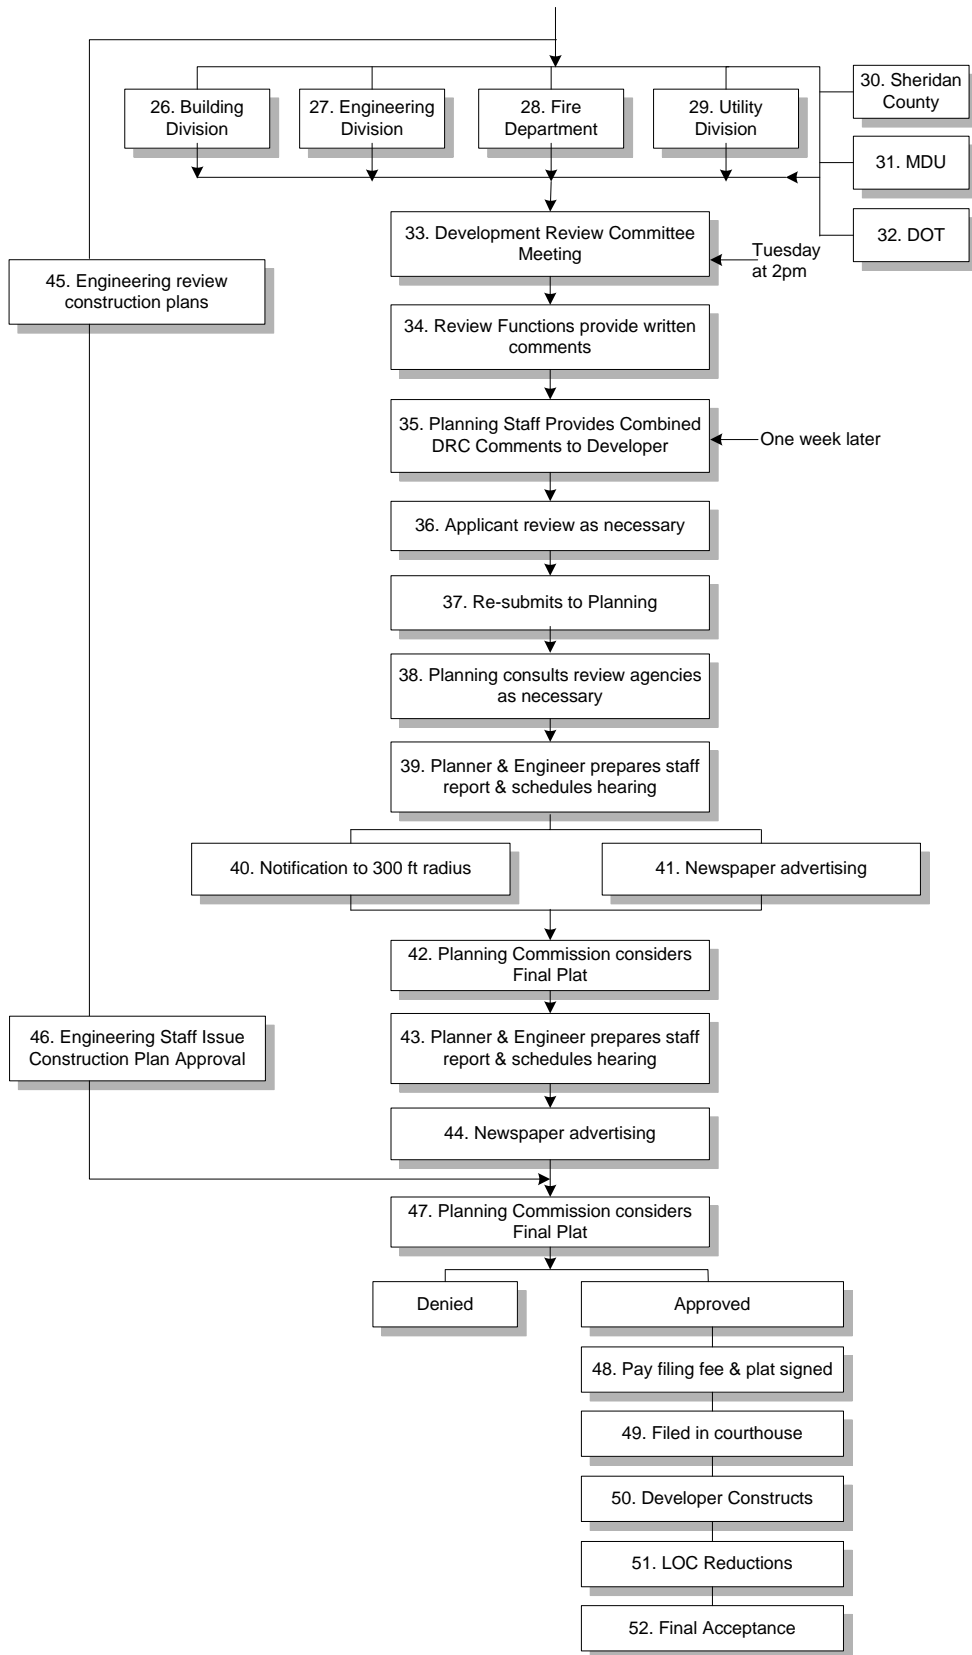 26. Building
Division
27. Engineering
Division
28. Fire
Department
29. Utility
Division
30. Sheridan
County
31. MDU
32. DOT
33. Development Review Committee
Meeting
Tuesday
at 2pm
45. Engineering review
construction plans
34. Review Functions provide written
comments
35. Planning Staff Provides Combined
DRC Comments to Developer
One week later
36. Applicant review as necessary
37. Re-submits to Planning
38. Planning consults review agencies
as necessary
39. Planner & Engineer prepares staff
report & schedules hearing
40. Notification to 300 ft radius
41. Newspaper advertising
42. Planning Commission considers
Final Plat
46. Engineering Staff Issue
Construction Plan Approval
43. Planner & Engineer prepares staff
report & schedules hearing
44. Newspaper advertising
47. Planning Commission considers
Final Plat
Denied
Approved
48. Pay filing fee & plat signed
49. Filed in courthouse
50. Developer Constructs
51. LOC Reductions
52. Final Acceptance